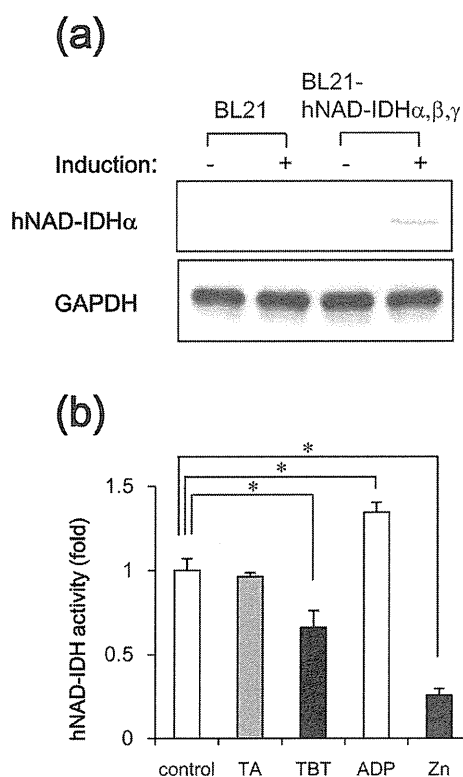 (a)
BL21-
BL21 hNAD-IDHα,β,γ
Induction: - + - +
hNAD-IDHα
GAPDH
(b)
*
*
*
hNAD-IDH activity (fold)
1.5
1
0.5
0
control TA TBT ADP Zn